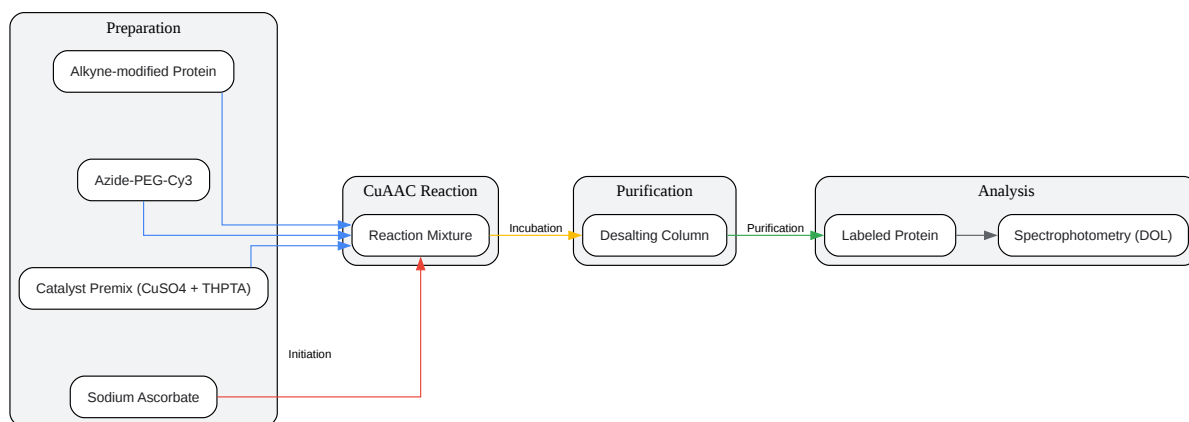 Preparation
Alkyne-modified Protein
Azide-PEG-Cy3
Catalyst Premix (CuSO4 + THPTA)
Sodium Ascorbate
Initiation
CuAAC Reaction
Reaction Mixture
Incubation
Purification
Desalting Column
Purification
Analysis
Labeled Protein
Spectrophotometry (DOL)